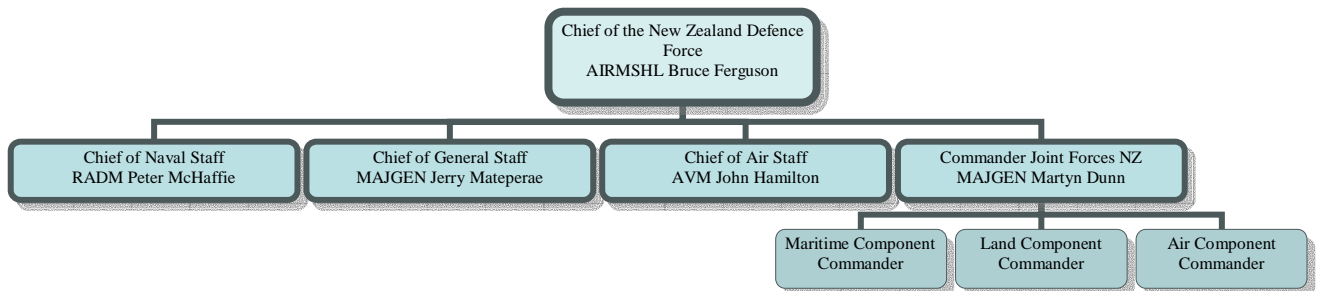 Chief of the New Zealand Defence
Force
AIRMSHL Bruce Ferguson
Chief of Naval Staff
RADM Peter McHaffie
Chief of General Staff
MAJGEN Jerry Mateperae
Chief of Air Staff
AVM John Hamilton
Commander Joint Forces NZ
MAJGEN Martyn Dunn
Maritime Component
Commander
Land Component
Commander
Air Component
Commander